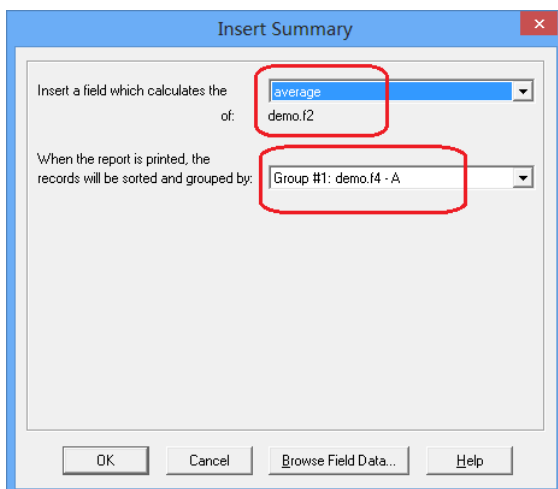 Insert Summary
×
Insert a field which calculates the average
of: demo.f2
When the report is printed, the
records will be sorted and grouped by: Group #1: demo.f4 - A
OK Cancel Browse Field Data... Help